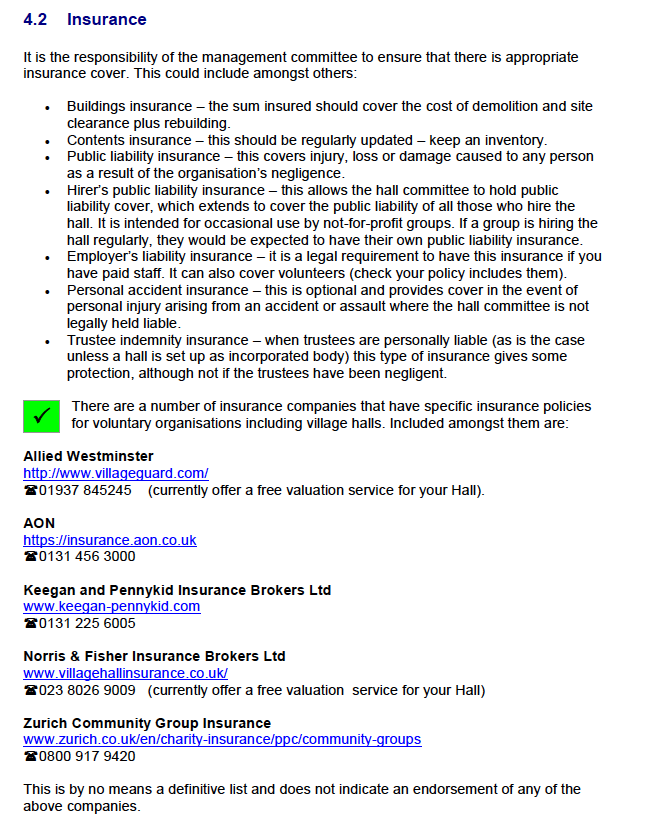 4.2 Insurance
It is the responsibility of the management committee to ensure that there is appropriate
insurance cover. This could include amongst others:
• Buildings insurance – the sum insured should cover the cost of demolition and site
clearance plus rebuilding.
• Contents insurance – this should be regularly updated – keep an inventory.
• Public liability insurance – this covers injury, loss or damage caused to any person
as a result of the organisation's negligence.
• Hirer's public liability insurance – this allows the hall committee to hold public
liability cover, which extends to cover the public liability of all those who hire the
hall. It is intended for occasional use by not-for-profit groups. If a group is hiring the
hall regularly, they would be expected to have their own public liability insurance.
• Employer's liability insurance – it is a legal requirement to have this insurance if you
have paid staff. It can also cover volunteers (check your policy includes them).
• Personal accident insurance – this is optional and provides cover in the event of
personal injury arising from an accident or assault where the hall committee is not
legally held liable.
• Trustee indemnity insurance – when trustees are personally liable (as is the case
unless a hall is set up as incorporated body) this type of insurance gives some
protection, although not if the trustees have been negligent.
✓ There are a number of insurance companies that have specific insurance policies
for voluntary organisations including village halls. Included amongst them are:
Allied Westminster
http://www.villageguard.com/
☎01937 845245 (currently offer a free valuation service for your Hall).
AON
https://insurance.aon.co.uk
☎0131 456 3000
Keegan and Pennykid Insurance Brokers Ltd
www.keegan-pennykid.com
☎0131 225 6005
Norris & Fisher Insurance Brokers Ltd
www.villagehallinsurance.co.uk/
☎023 8026 9009 (currently offer a free valuation service for your Hall)
Zurich Community Group Insurance
www.zurich.co.uk/en/charity-insurance/ppc/community-groups
☎0800 917 9420
This is by no means a definitive list and does not indicate an endorsement of any of the
above companies.